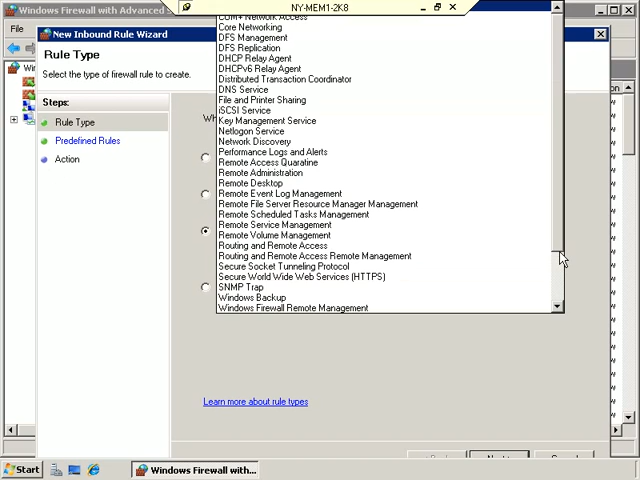 Windows Firewall with Advanced
NY-MEM1-2K8
File
New Inbound Rule Wizard
Rule Type
Select the type of firewall rule to create.
Steps:
Rule Type
Predefined Rules
Action
COM+ Network Access
Core Networking
DFS Management
DFS Replication
DHCP Relay Agent
DHCPv6 Relay Agent
Distributed Transaction Coordinator
DNS Service
File and Printer Sharing
iSCSI Service
Key Management Service
Netlogon Service
Network Discovery
Performance Logs and Alerts
Remote Access Quarantine
Remote Administration
Remote Desktop
Remote Event Log Management
Remote File Server Resource Manager Management
Remote Scheduled Tasks Management
Remote Service Management
Remote Volume Management
Routing and Remote Access
Routing and Remote Access Remote Management
Secure Socket Tunneling Protocol
Secure World Wide Web Services (HTTPS)
SNMP Trap
Windows Backup
Windows Firewall Remote Management
Learn more about rule types
Start
Windows Firewall with...